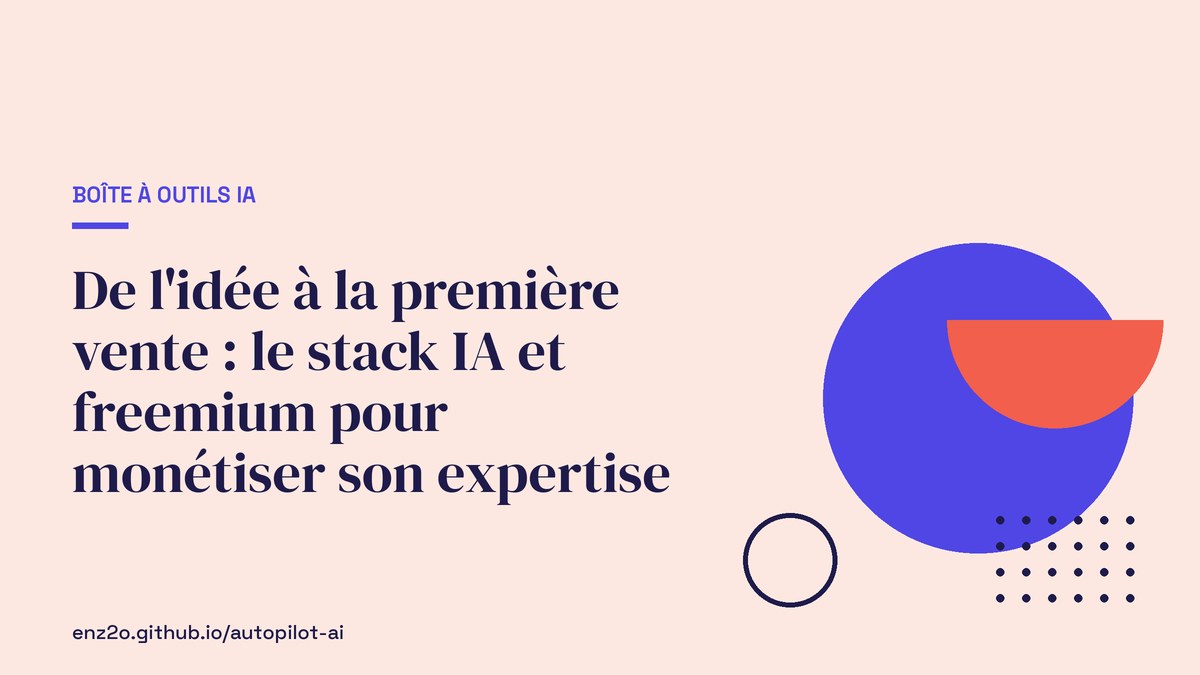 BOÎTE À OUTILS IA
De l'idée à la première
vente : le stack IA et
freemium pour
monétiser son expertise
enz2o.github.io/autopilot-ai